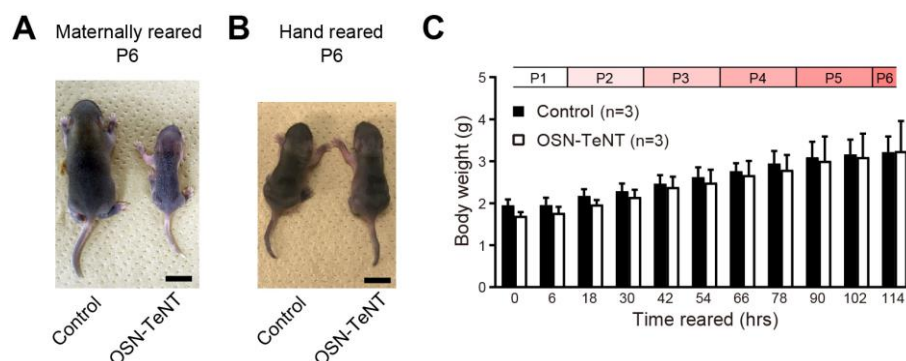 A
Maternally reared
P6
Control
OSN-TeNT
B
Hand reared
P6
Control
OSN-TeNT
C
P1 P2 P3 P4 P5 P6
Control (n=3)
OSN-TeNT (n=3)
Body weight (g)
5
4
3
2
1
0
0 6 18 30 42 54 66 78 90 102 114
Time reared (hrs)